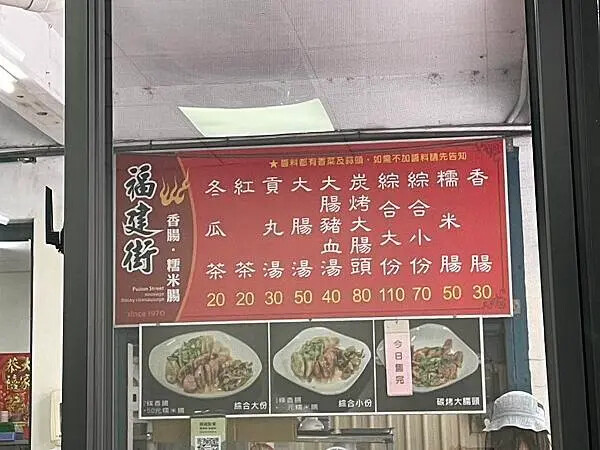 ★醬料都有香菜及蒜頭，如需不加醬料請先告知
福建街
香腸・糯米腸
Fujian Street
since 1970
香腸 30
糯米腸 50
綜合小份 70
綜合大份 110
炭烤大腸頭 80
大腸豬血湯 40
大腸湯 50
貢丸湯 30
紅茶 20
冬瓜茶 20
綜合大份
綜合小份
今日售完
碳烤大腸頭